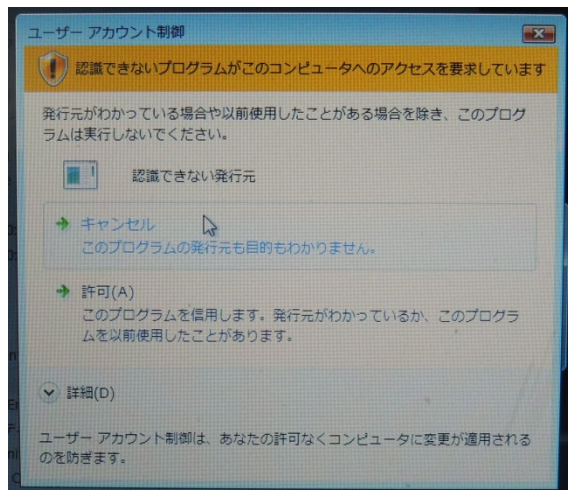 ユーザー アカウント制御
認識できないプログラムがこのコンピュータへのアクセスを要求しています
発行元がわかっている場合や以前使用したことがある場合を除き、このプログ
ラムは実行しないでください。
認識できない発行元
キャンセル
このプログラムの発行元も目的もわかりません。
許可(A)
このプログラムを信用します。発行元がわかっているか、このプログラ
ムを以前使用したことがあります。
詳細(D)
ユーザー アカウント制御は、あなたの許可なくコンピュータに変更が適用される
のを防ぎます。